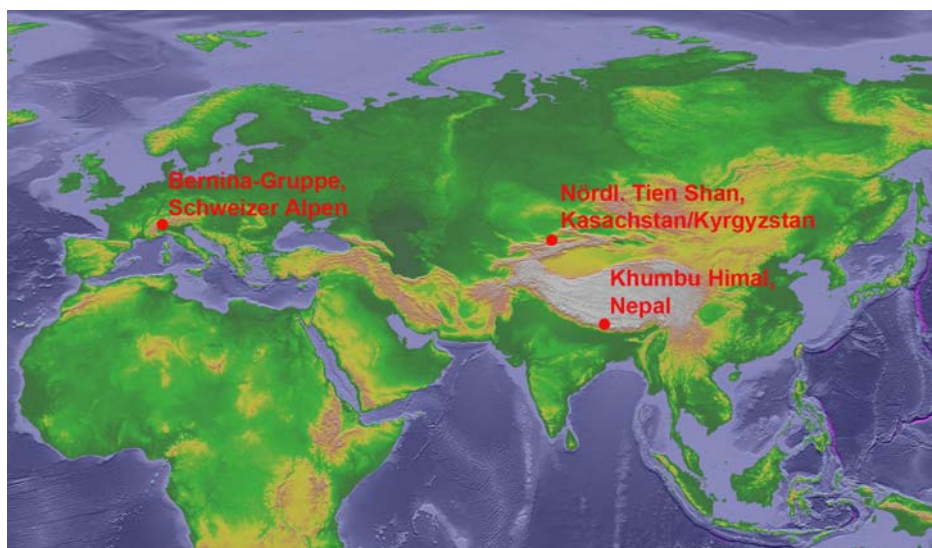 Bernina-Gruppe,
Schweizer Alpen
Nördl. Tien Shan,
Kasachstan/Kyrgyzstan
Khumbu Himal,
Nepal